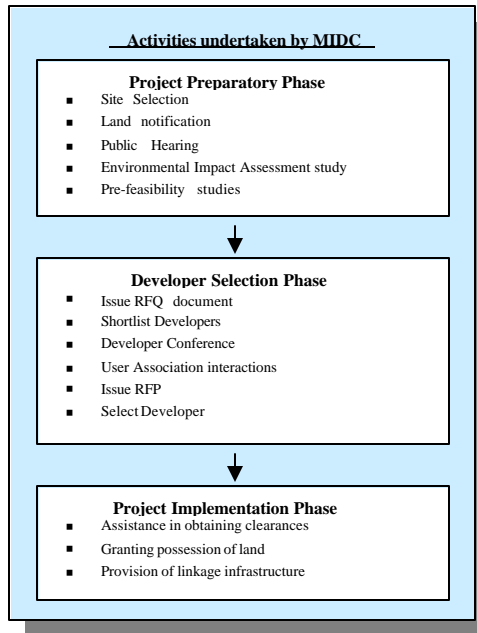 Activities undertaken by MIDC
Project Preparatory Phase
▪ Site Selection
▪ Land notification
▪ Public Hearing
▪ Environmental Impact Assessment study
▪ Pre-feasibility studies
Developer Selection Phase
▪ Issue RFQ document
▪ Shortlist Developers
▪ Developer Conference
▪ User Association interactions
▪ Issue RFP
▪ Select Developer
Project Implementation Phase
▪ Assistance in obtaining clearances
▪ Granting possession of land
▪ Provision of linkage infrastructure